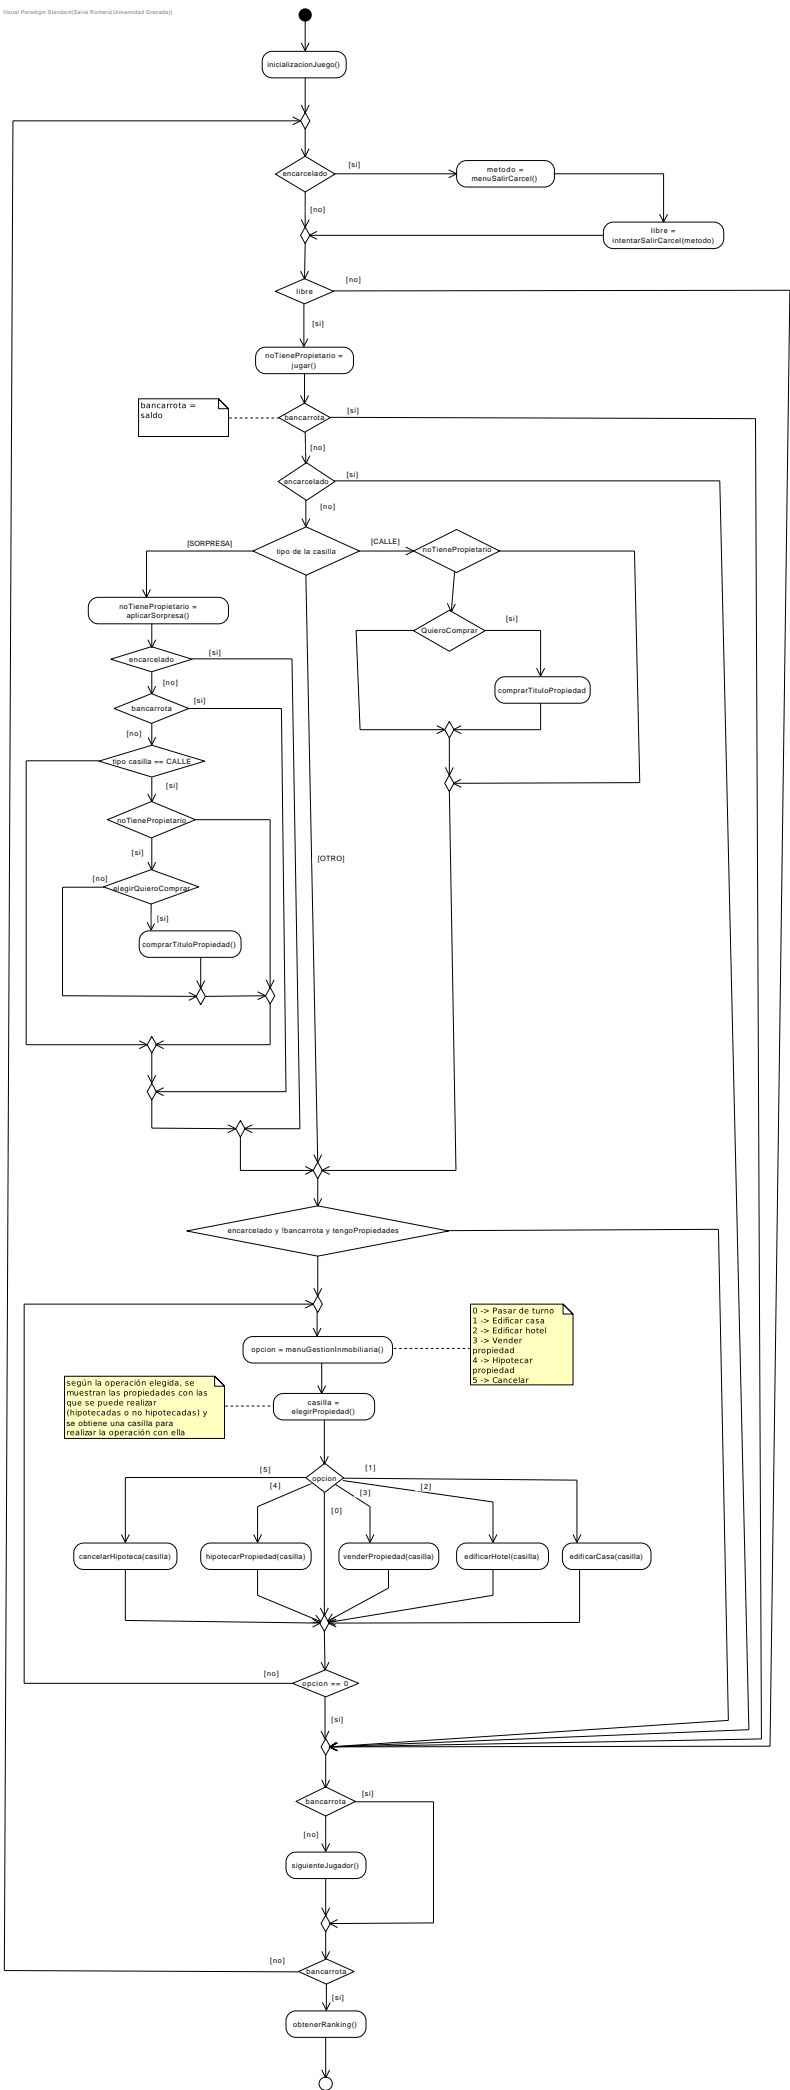 Visual Paradigm Standard(Salva Romero(Universidad Granada))
inicializacionJuego()
encarcelado
[si]
metodo =
menuSalirCarcel()
[no]
libre =
intentarSalirCarcel(metodo)
libre
[no]
[si]
noTienePropietario =
jugar()
bancarrota =
saldo
bancarrota
[si]
[no]
encarcelado
[si]
[no]
[SORPRESA]
tipo de la casilla
[CALLE]
noTienePropietario
noTienePropietario =
aplicarSorpresa()
QuieroComprar
[si]
encarcelado
[si]
[no]
comprarTituloPropiedad
bancarrota
[si]
[no]
tipo casilla == CALLE
[si]
noTienePropietario
[si]
[OTRO]
[no]
elegirQuieroComprar
[si]
comprarTituloPropiedad()
encarcelado y !bancarrota y tengoPropiedades
0 -> Pasar de turno
1 -> Edificar casa
2 -> Edificar hotel
3 -> Vender
propiedad
4 -> Hipotecar
propiedad
5 -> Cancelar
opcion = menuGestionInmobiliaria()
según la operación elegida, se
muestran las propiedades con las
que se puede realizar
(hipotecadas o no hipotecadas) y
se obtiene una casilla para
realizar la operación con ella
casilla =
elegirPropiedad()
opcion
[5]
[4]
[0]
[3]
[2]
[1]
cancelarHipoteca(casilla)
hipotecarPropiedad(casilla)
venderPropiedad(casilla)
edificarHotel(casilla)
edificarCasa(casilla)
[no]
opcion == 0
[si]
bancarrota
[si]
[no]
siguienteJugador()
[no]
bancarrota
[si]
obtenerRanking()